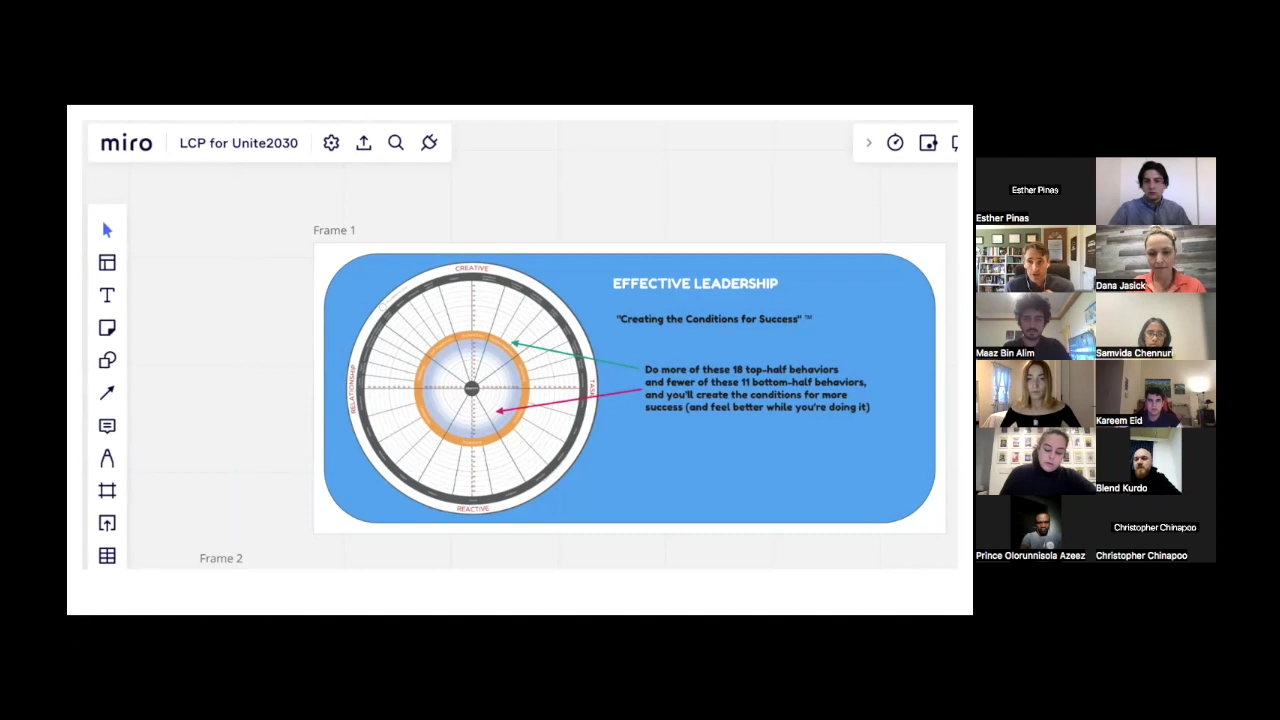 miro
LCP for Unite2030
Frame 1
CREATIVE
RELATIONSHIP
TASK
REACTIVE
EFFECTIVE LEADERSHIP
"Creating the Conditions for Success" ™
Do more of these 18 top-half behaviors
and fewer of these 11 bottom-half behaviors,
and you'll create the conditions for more
success (and feel better while you're doing it)
Frame 2
Esther Pinas
Esther Pinas
Dana Jasick
Maaz Bin Alim
Samvida Chennuri
Kareem Eid
Blend Kurdo
Prince Olorunnisola Azeez
Christopher Chinapoo
Christopher Chinapoo